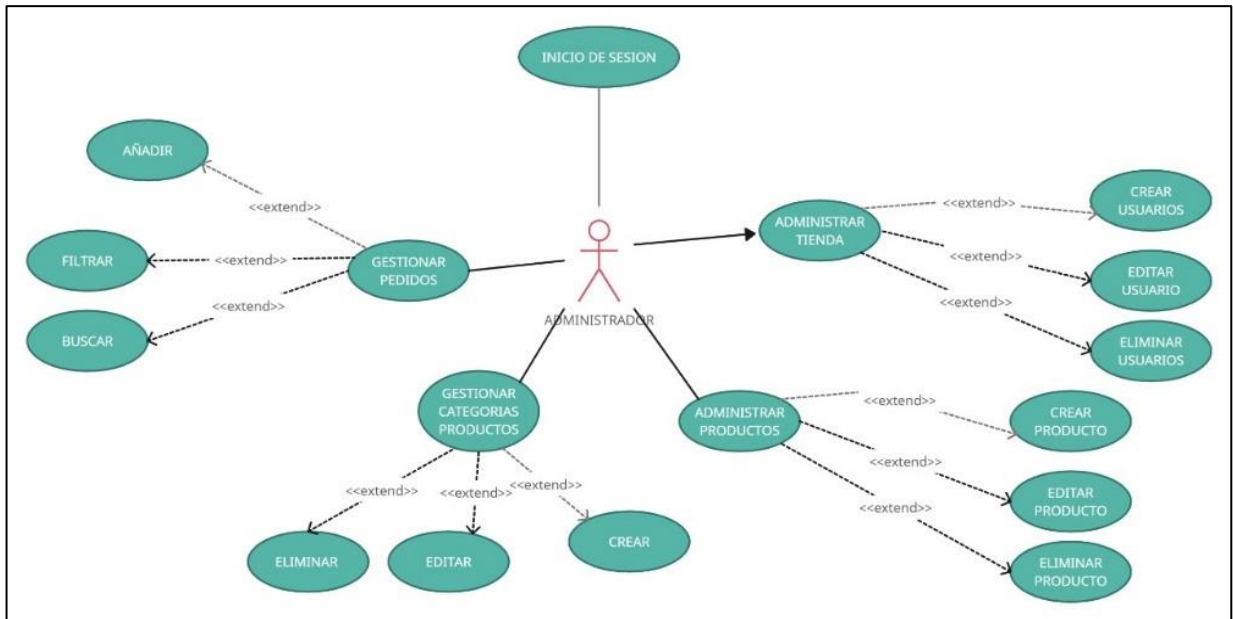 INICIO DE SESION
AÑADIR
<<extend>>
FILTRAR
<<extend>>
GESTIONAR
PEDIDOS
<<extend>>
BUSCAR
ADMINISTRADOR
ADMINISTRAR
TIENDA
<<extend>>
CREAR
USUARIOS
<<extend>>
EDITAR
USUARIO
<<extend>>
ELIMINAR
USUARIOS
GESTIONAR
CATEGORIAS
PRODUCTOS
<<extend>>
<<extend>>
<<extend>>
ELIMINAR
EDITAR
CREAR
ADMINISTRAR
PRODUCTOS
<<extend>>
CREAR
PRODUCTO
<<extend>>
EDITAR
PRODUCTO
<<extend>>
ELIMINAR
PRODUCTO